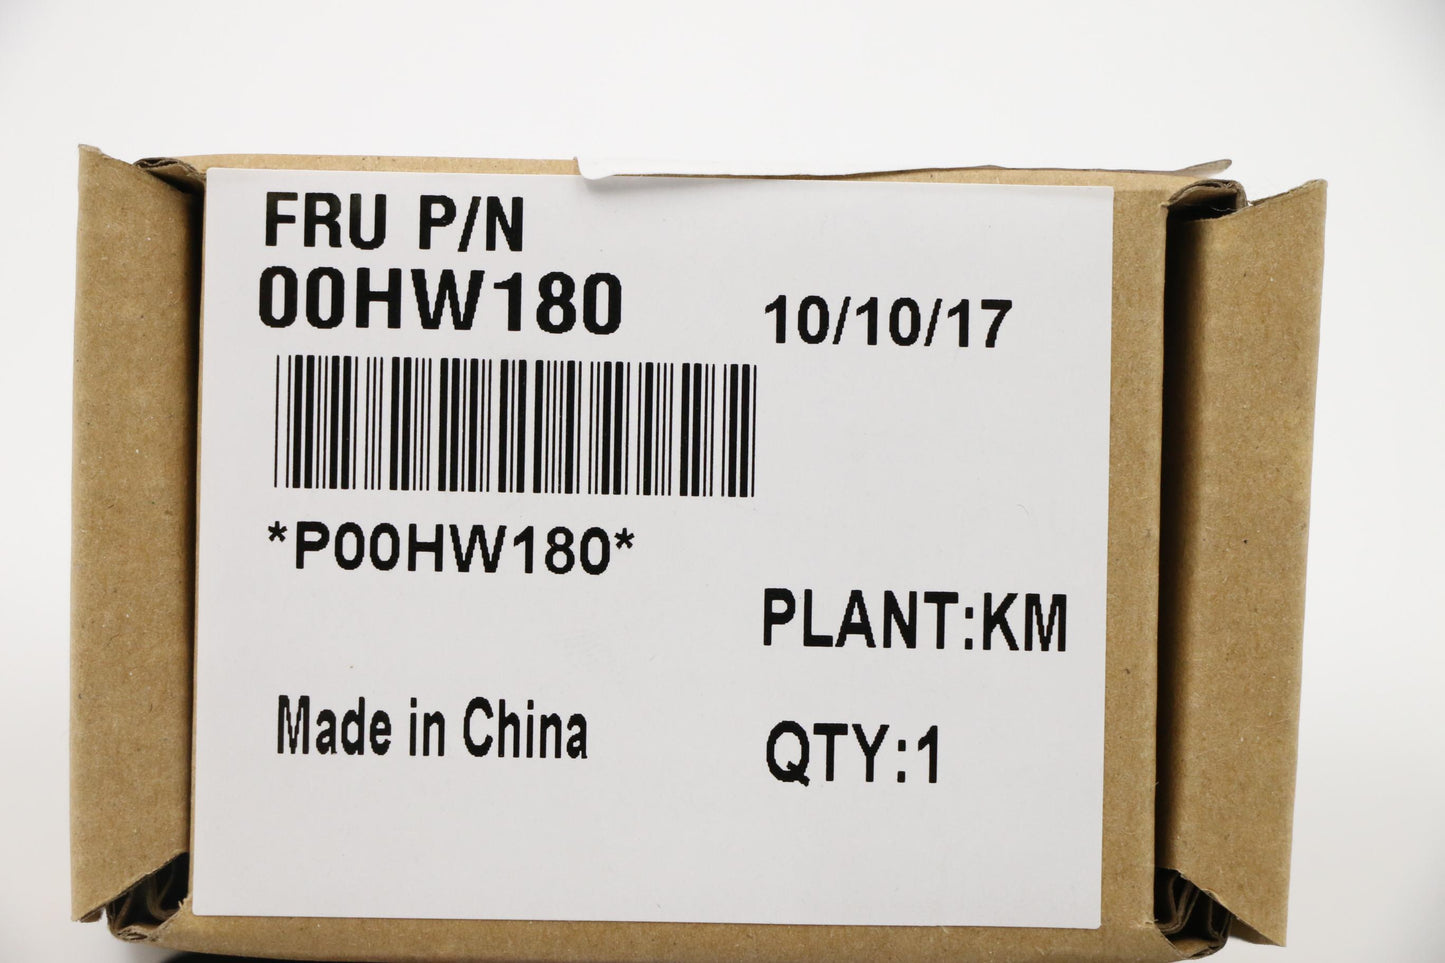 FRU P/N
00HW180
10/10/17
*P00HW180*
PLANT:KM
Made in China
QTY:1